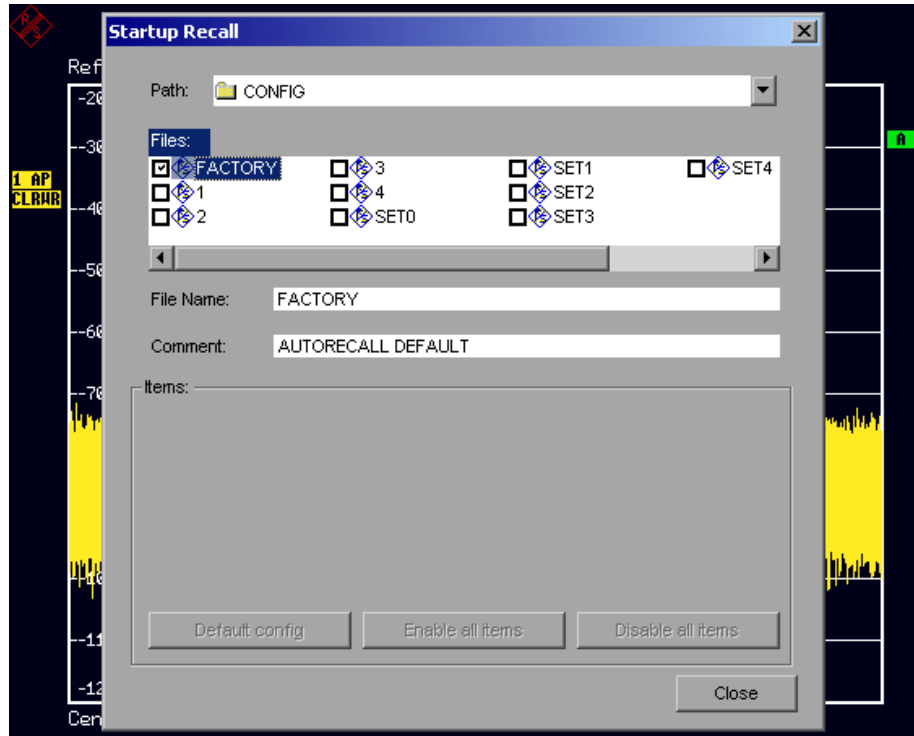 R&S
Startup Recall
Ref
Path: CONFIG
-20
Files:
-30
A
FACTORY 3 SET1 SET4
1 AP
1 4 SET2
CLRWR
-40
2 SET0 SET3
-50
File Name: FACTORY
-60
Comment: AUTORECALL DEFAULT
-70
Items:
-10
Default config Enable all items Disable all items
-11
-12
Close
Cen